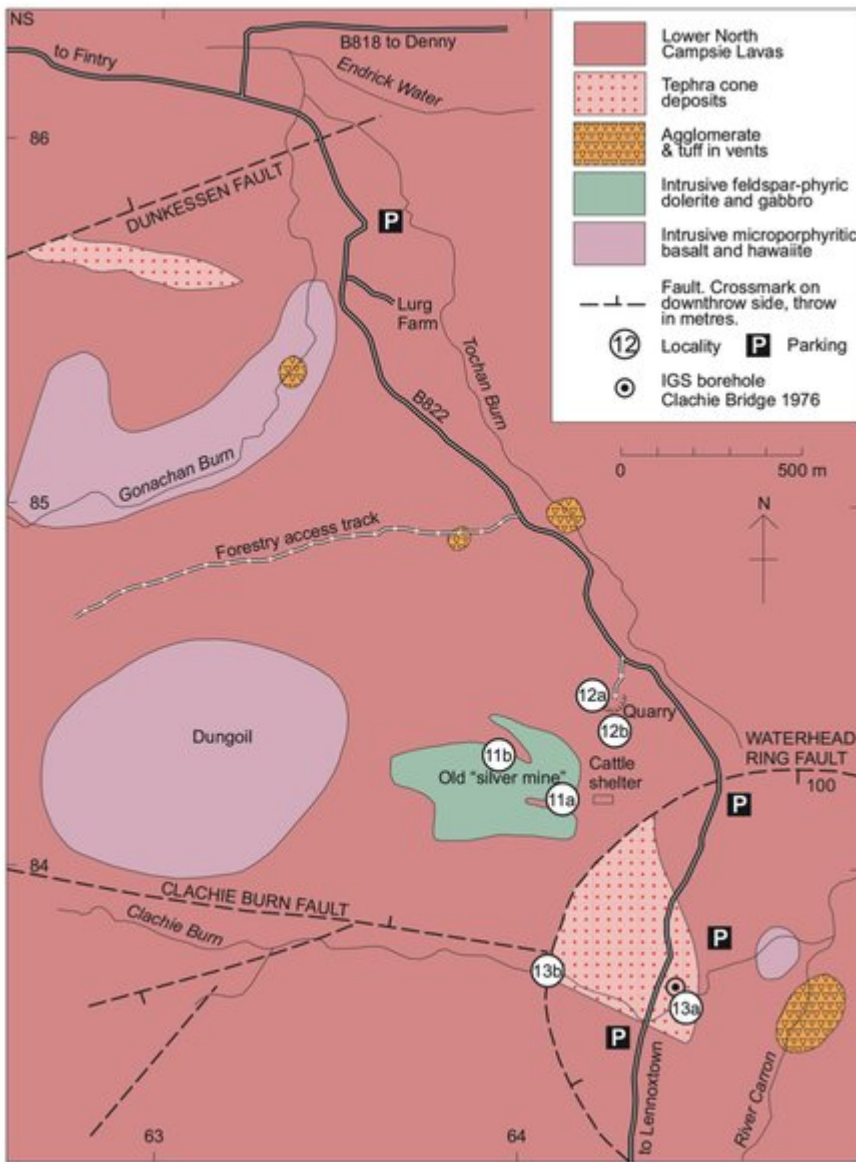 NS
B818 to Denny
to Fintry
Endrick Water
86
DUNKESSEN FAULT
P
Lurg
Farm
Tochan Burn
B822
Gonachan Burn
85
Forestry access track
Dungoil
12a
Quarry
12b
11b
Old "silver mine"
Cattle
shelter
11a
WATERHEAD
RING FAULT
100
P
84
CLACHIE BURN FAULT
Clachie Burn
P
13b
13a
P
to Lennoxtown
River Carron
63
64
Lower North
Campsie Lavas
Tephra cone
deposits
Agglomerate
& tuff in vents
Intrusive feldspar-phyric
dolerite and gabbro
Intrusive microporphyritic
basalt and hawaiite
Fault. Crossmark on
downthrow side, throw
in metres.
12 Locality P Parking
IGS borehole
Clachie Bridge 1976
0 500 m
N